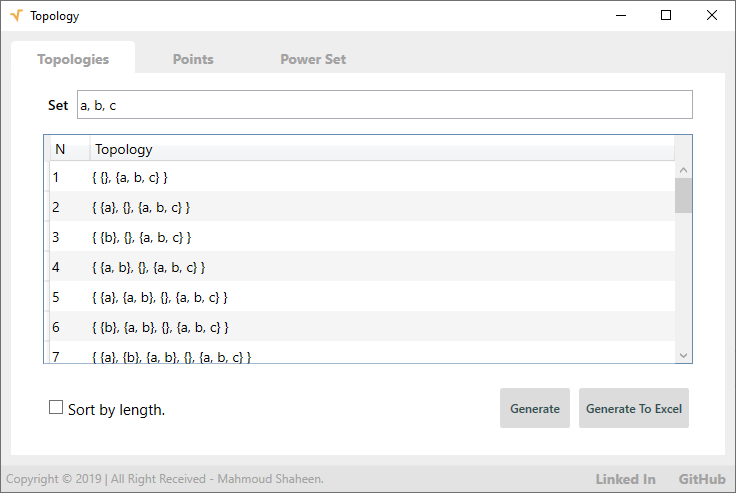 Topology
Topologies Points Power Set
Set a, b, c
N Topology
1 { {}, {a, b, c} }
2 { {a}, {}, {a, b, c} }
3 { {b}, {}, {a, b, c} }
4 { {a, b}, {}, {a, b, c} }
5 { {a}, {a, b}, {}, {a, b, c} }
6 { {b}, {a, b}, {}, {a, b, c} }
7 { {a}, {b}, {a, b}, {}, {a, b, c} }
Sort by length. Generate Generate To Excel
Copyright © 2019 | All Right Received - Mahmoud Shaheen. Linked In GitHub